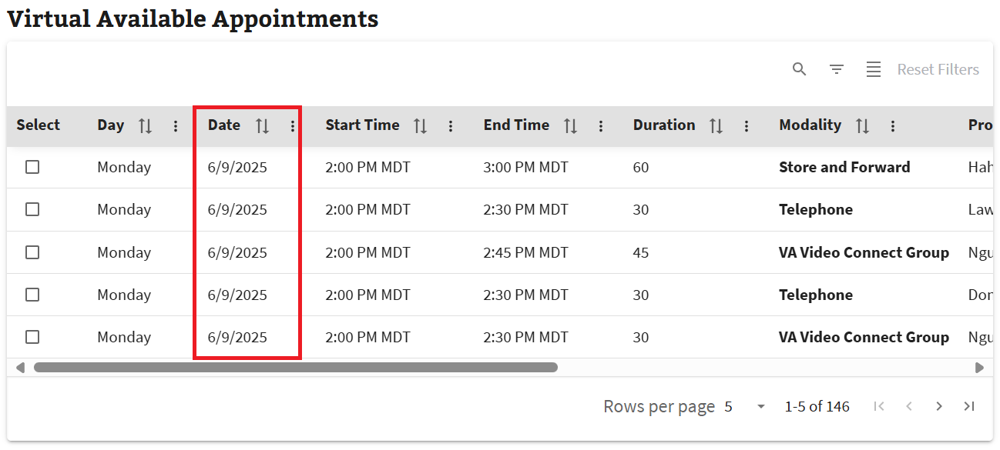 Virtual Available Appointments
Reset Filters
Select Day Date Start Time End Time Duration Modality Pro
Monday 6/9/2025 2:00 PM MDT 3:00 PM MDT 60 Store and Forward Hah
Monday 6/9/2025 2:00 PM MDT 2:30 PM MDT 30 Telephone Law
Monday 6/9/2025 2:00 PM MDT 2:45 PM MDT 45 VA Video Connect Group Ngu
Monday 6/9/2025 2:00 PM MDT 2:30 PM MDT 30 Telephone Don
Monday 6/9/2025 2:00 PM MDT 2:30 PM MDT 30 VA Video Connect Group Ngu
Rows per page 5 1-5 of 146